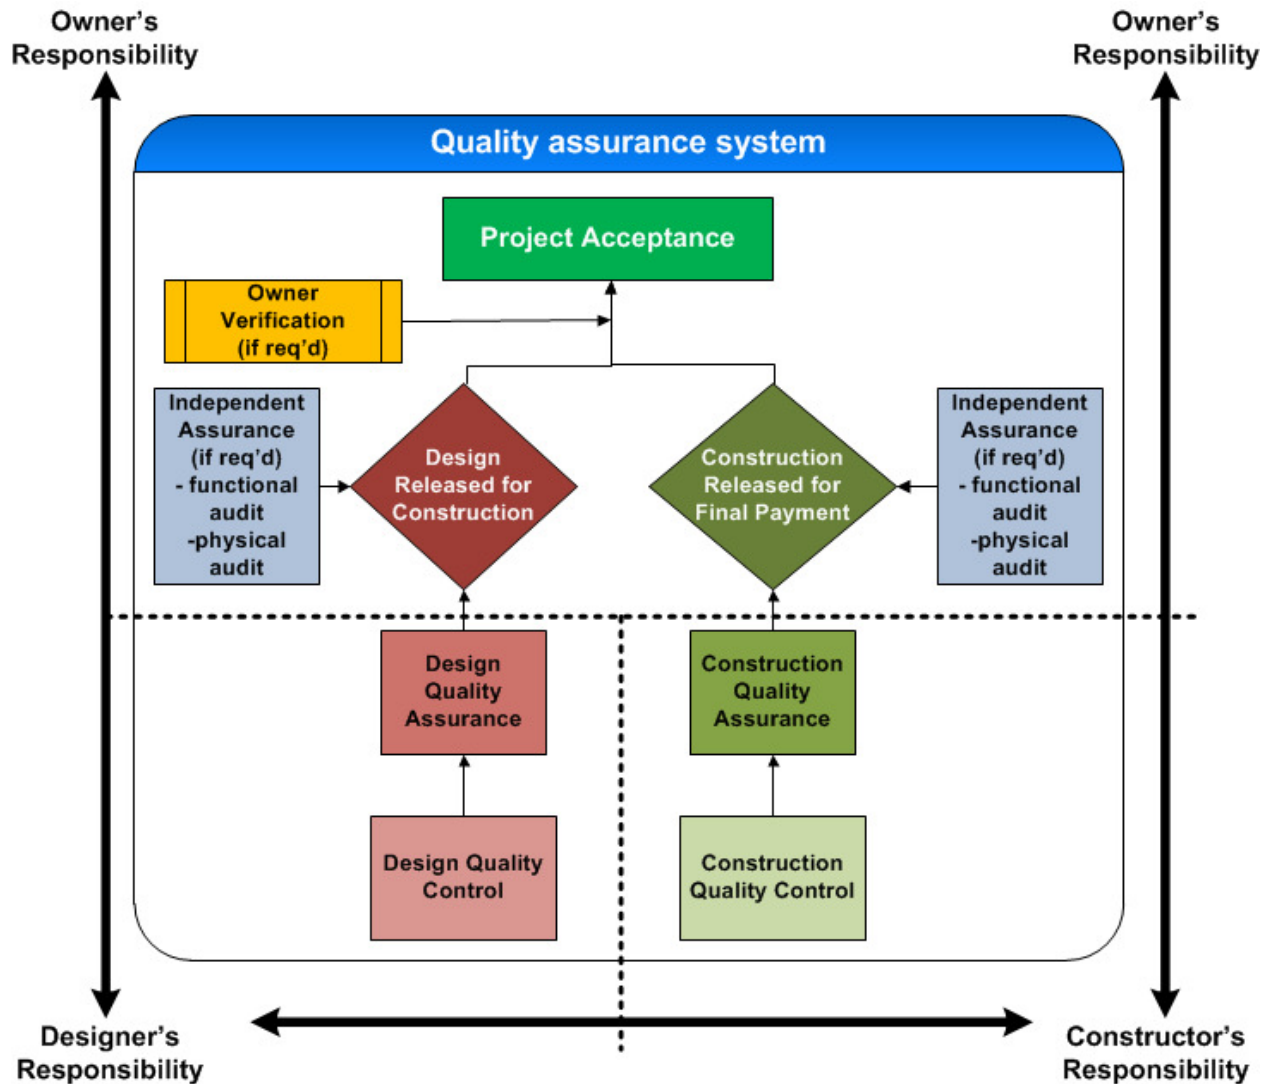 Owner's
Responsibility
Owner's
Responsibility
Quality assurance system
Project Acceptance
Owner
Verification
(if req'd)
Independent
Assurance
(if req'd)
- functional
audit
-physical
audit
Design
Released for
Construction
Construction
Released for
Final Payment
Independent
Assurance
(if req'd)
- functional
audit
-physical
audit
Design
Quality
Assurance
Construction
Quality
Assurance
Design Quality
Control
Construction
Quality Control
Designer's
Responsibility
Constructor's
Responsibility